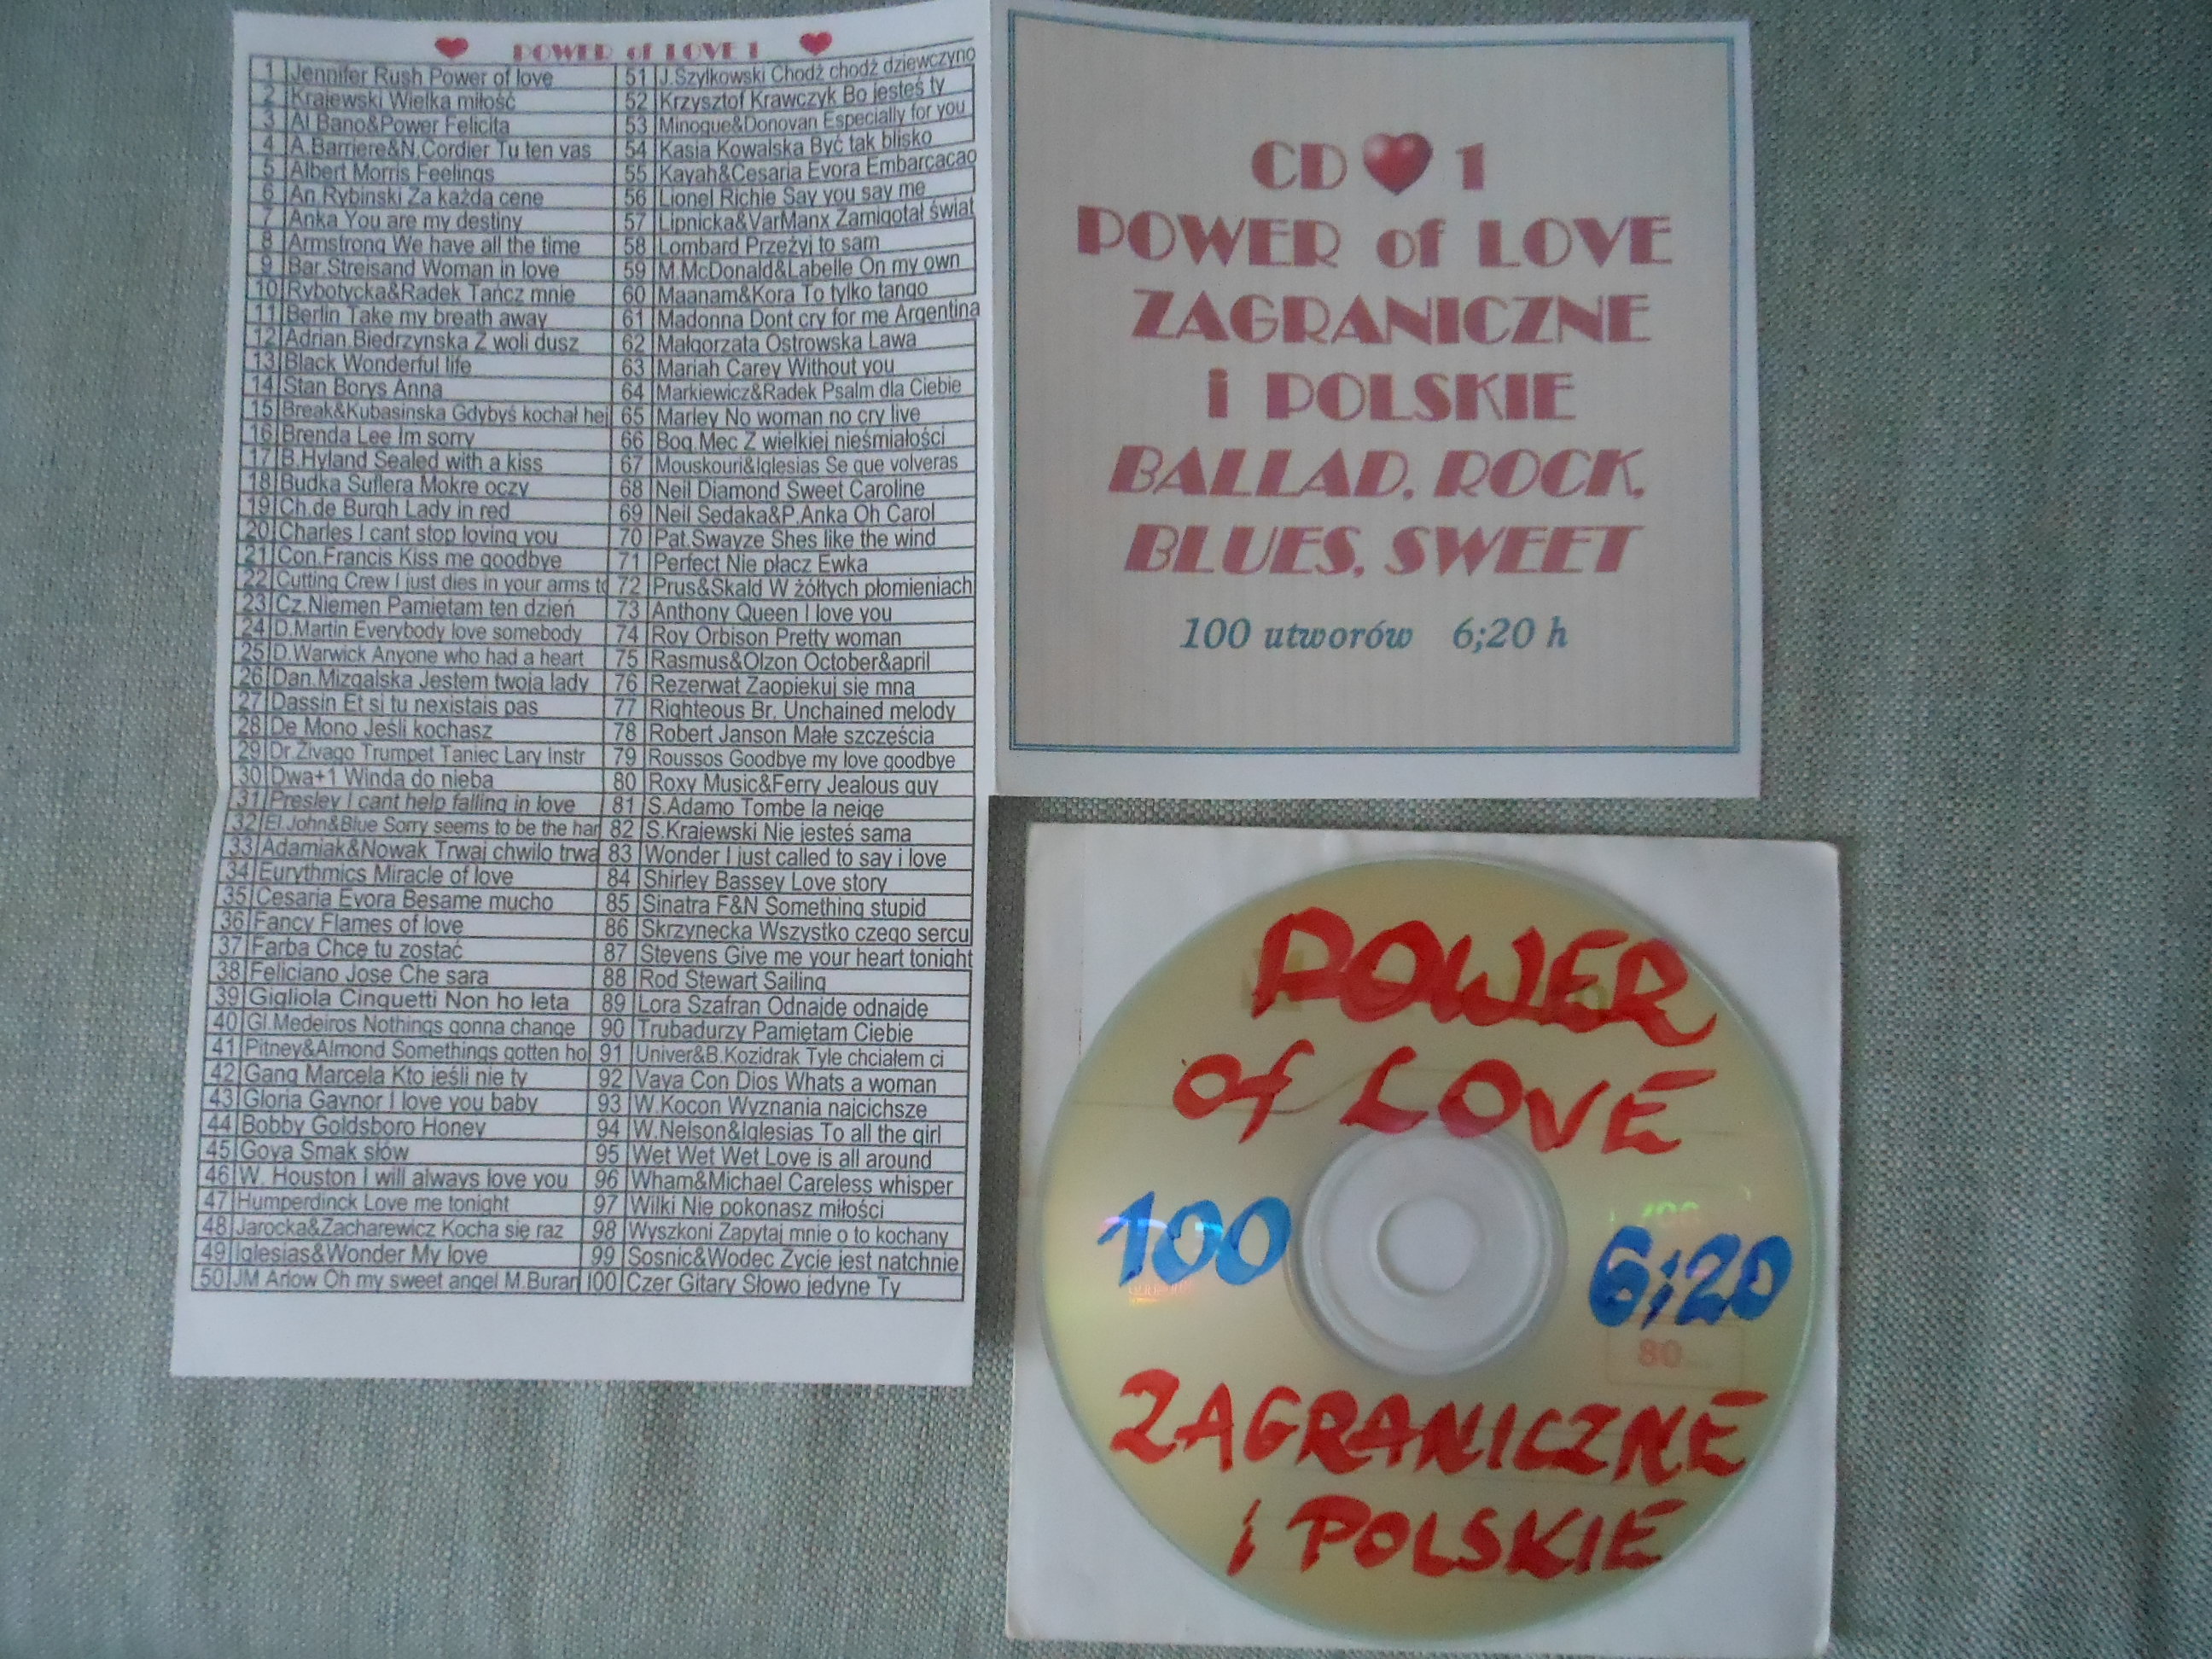 POWER of LOVE 1
1 Jennifer Rush Power of love
2 Krajewski Wielka miłość
3 Al Bano&Power Felicita
4 A.Barriere&N.Cordier Tu ten vas
5 Albert Morris Feelings
6 An.Rybiński Za każdą cene
7 Anka You are my destiny
8 Armstrong We have all the time
9 Bar.Streisand Woman in love
10 Rybotycka&Radek Tańcz mnie
11 Berlin Take my breath away
12 Adrian.Biedrzynska Z woli dusz
13 Black Wonderful life
14 Stan Borys Anna
15 Break&Kubasinska Gdybyś kochał hej
16 Brenda Lee Im sorry
17 B.Hyland Sealed with a kiss
18 Budka Suflera Mokre oczy
19 Ch.de Burgh Lady in red
20 Charles I cant stop loving you
21 Con.Francis Kiss me goodbye
22 Cutting Crew I just dies in your arms to
23 Cz.Niemen Pamiętam ten dzień
24 D.Martin Everybody love somebody
25 D.Warwick Anyone who had a heart
26 Dan.Mizgalska Jestem twoją lady
27 Dassin Et si tu nexistais pas
28 De Mono Jeśli kochasz
29 Dr.Żivago Trumpet Taniec Lary Instr
30 Dwa+1 Winda do nieba
31 Presley I cant help falling in love
32 El.John&Blue Sorry seems to be the har
33 Adamiak&Nowak Trwaj chwilo trwa
34 Eurythmics Miracle of love
35 Cesaria Evora Besame mucho
36 Fancy Flames of love
37 Farba Chcę tu zostać
38 Feliciano Jose Che sara
39 Gigliola Cinquetti Non ho leta
40 Gl.Medeiros Nothings gonna change
41 Pitney&Almond Somethings gotten ho
42 Gang Marcela Kto jeśli nie ty
43 Gloria Gaynor I love you baby
44 Bobby Goldsboro Honey
45 Goya Smak słów
46 W. Houston I will always love you
47 Humperdinck Love me tonight
48 Jarocka&Zacharewicz Kocha się raz
49 Iglesias&Wonder My love
50 JM Arlow Oh my sweet angel M.Buran
51 J.Szylkowski Chodź chodź dziewczyno
52 Krzysztof Krawczyk Bo jesteś ty
53 Minogue&Donovan Especially for you
54 Kasia Kowalska Być tak blisko
55 Kayah&Cesaria Evora Embarcacao
56 Lionel Richie Say you say me
57 Lipnicka&VarManx Zamigotał świat
58 Lombard Przeżyj to sam
59 M.McDonald&Labelle On my own
60 Maanam&Kora To tylko tango
61 Madonna Dont cry for me Argentina
62 Małgorzata Ostrowska Lawa
63 Mariah Carey Without you
64 Markiewicz&Radek Psalm dla Ciebie
65 Marley No woman no cry live
66 Bog.Mec Z wielkiej nieśmiałości
67 Mouskouri&Iglesias Se que volveras
68 Neil Diamond Sweet Caroline
69 Neil Sedaka&P.Anka Oh Carol
70 Pat.Swayze Shes like the wind
71 Perfect Nie płacz Ewka
72 Prus&Skald W żółtych płomieniach
73 Anthony Queen I love you
74 Roy Orbison Pretty woman
75 Rasmus&Olzon October&april
76 Rezerwat Zaopiekuj się mną
77 Righteous Br. Unchained melody
78 Robert Janson Małe szczęścia
79 Roussos Goodbye my love goodbye
80 Roxy Music&Ferry Jealous guy
81 S.Adamo Tombe la neige
82 S.Krajewski Nie jesteś sama
83 Wonder I just called to say i love
84 Shirley Bassey Love story
85 Sinatra F&N Something stupid
86 Skrzynecka Wszystko czego sercu
87 Stevens Give me your heart tonight
88 Rod Stewart Sailing
89 Lora Szafran Odnajdę odnajdę
90 Trubadurzy Pamiętam Ciebie
91 Univer&B.Kozidrak Tyle chciałem ci
92 Vaya Con Dios Whats a woman
93 W.Kocoń Wyznania najcichsze
94 W.Nelson&Iglesias To all the girl
95 Wet Wet Wet Love is all around
96 Wham&Michael Careless whisper
97 Wilki Nie pokonasz miłości
98 Wyszkoni Zapytaj mnie o to kochany
99 Sosnic&Wodec Życie jest natchnie
100 Czer Gitary Słowo jedyne Ty
CD 1
POWER of LOVE
ZAGRANICZNE
i POLSKIE
BALLAD, ROCK,
BLUES, SWEET
100 utworów 6;20 h
POWER
of LOVE
100 6;20
80
ZAGRANICZNE
i POLSKIE